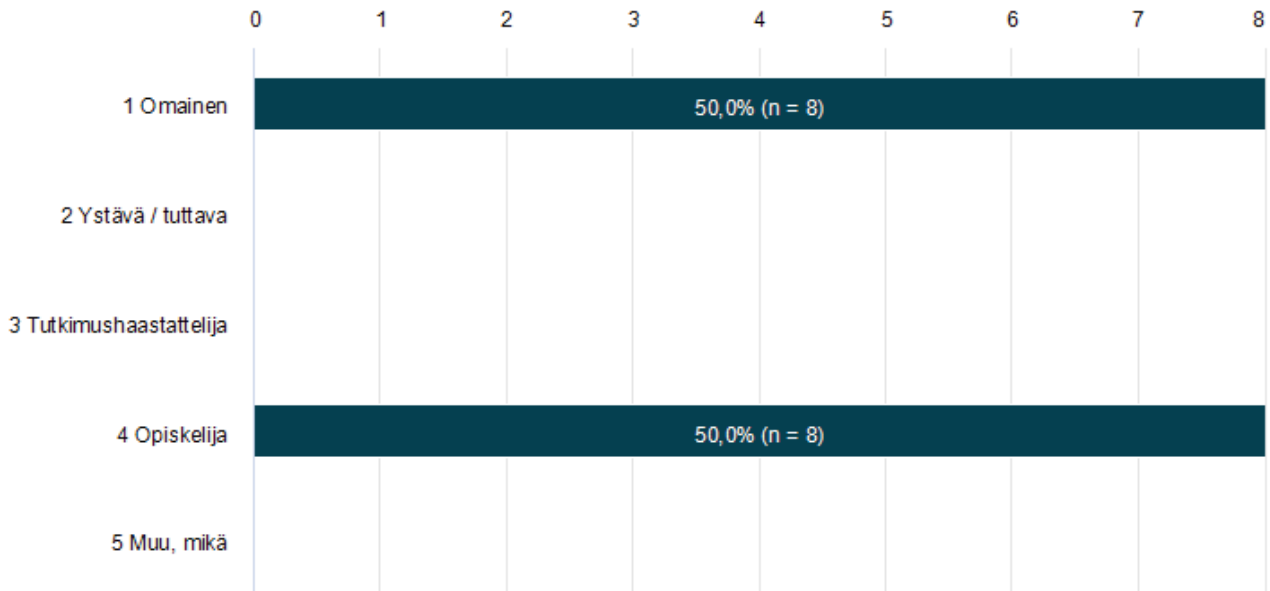 0 1 2 3 4 5 6 7 8
1 Omainen
50,0% (n = 8)
2 Ystävä / tuttava
3 Tutkimushaastattelija
4 Opiskelija
50,0% (n = 8)
5 Muu, mikä